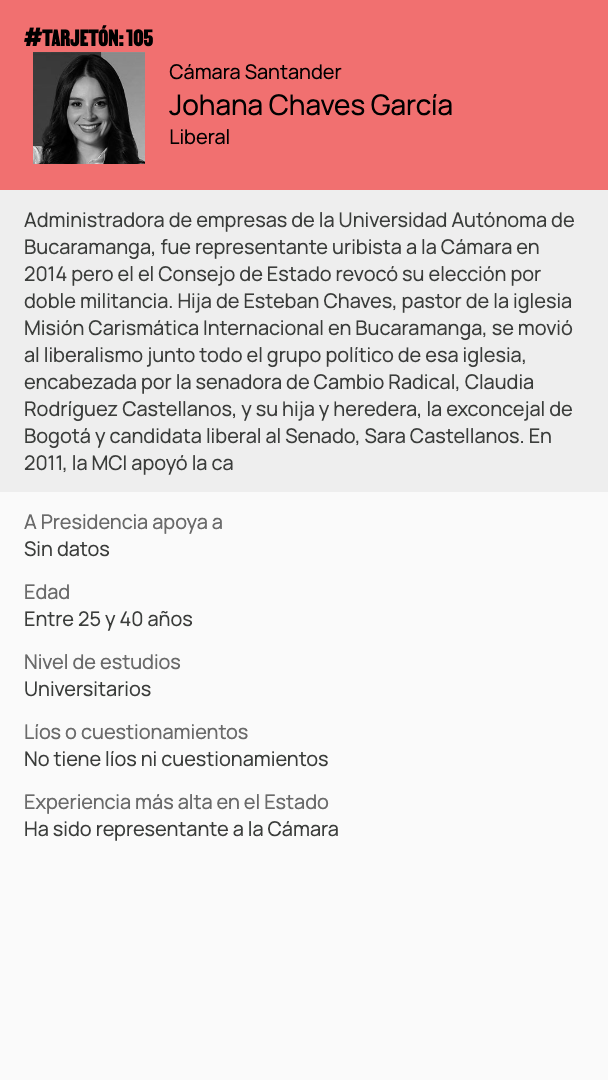 #TARJETÓN: 105
Cámara Santander
Johana Chaves García
Liberal
Administradora de empresas de la Universidad Autónoma de
Bucaramanga, fue representante uribista a la Cámara en
2014 pero el el Consejo de Estado revocó su elección por
doble militancia. Hija de Esteban Chaves, pastor de la iglesia
Misión Carismática Internacional en Bucaramanga, se movió
al liberalismo junto todo el grupo político de esa iglesia,
encabezada por la senadora de Cambio Radical, Claudia
Rodríguez Castellanos, y su hija y heredera, la exconcejal de
Bogotá y candidata liberal al Senado, Sara Castellanos. En
2011, la MCI apoyó la ca
A Presidencia apoya a
Sin datos
Edad
Entre 25 y 40 años
Nivel de estudios
Universitarios
Líos o cuestionamientos
No tiene líos ni cuestionamientos
Experiencia más alta en el Estado
Ha sido representante a la Cámara